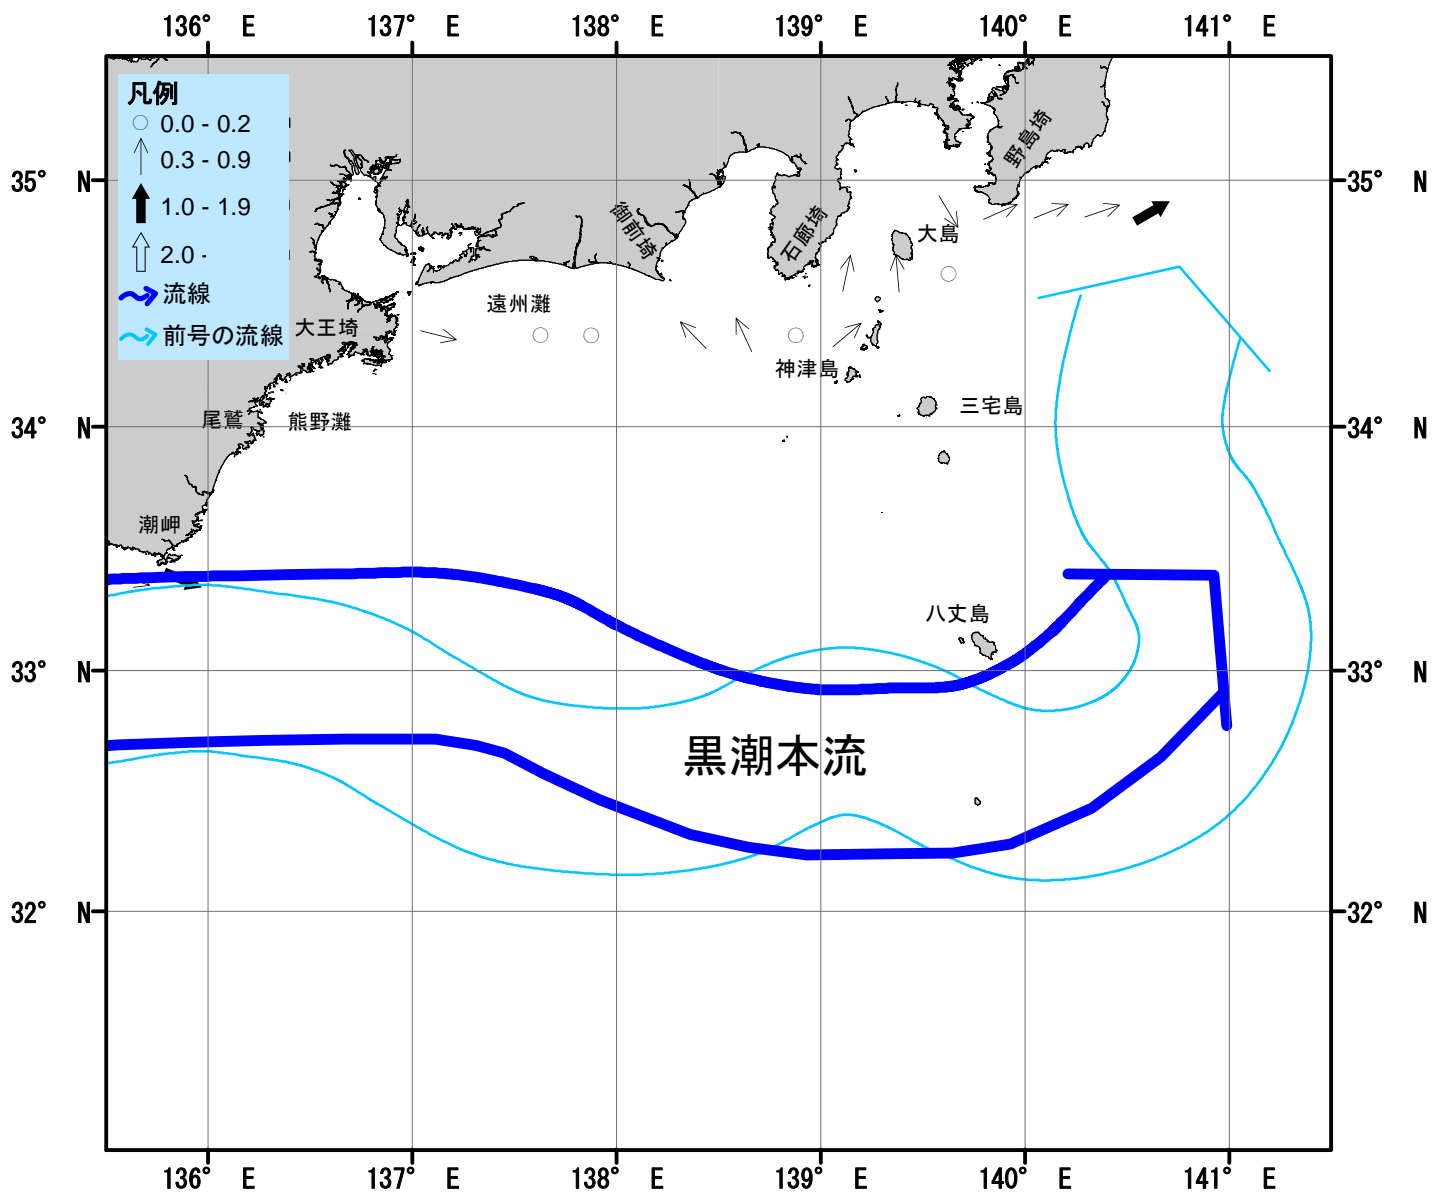 136° E 137° E 138° E 139° E 140° E 141° E
凡例
0.0 - 0.2
0.3 - 0.9
1.0 - 1.9
2.0 -
流線
前号の流線
35° N
35° N
野島埼
御前埼
石廊埼
大島
遠州灘
大王埼
神津島
三宅島
尾鷲
熊野灘
34° N
34° N
潮岬
八丈島
33° N
33° N
黒潮本流
32° N
32° N
136° E 137° E 138° E 139° E 140° E 141° E